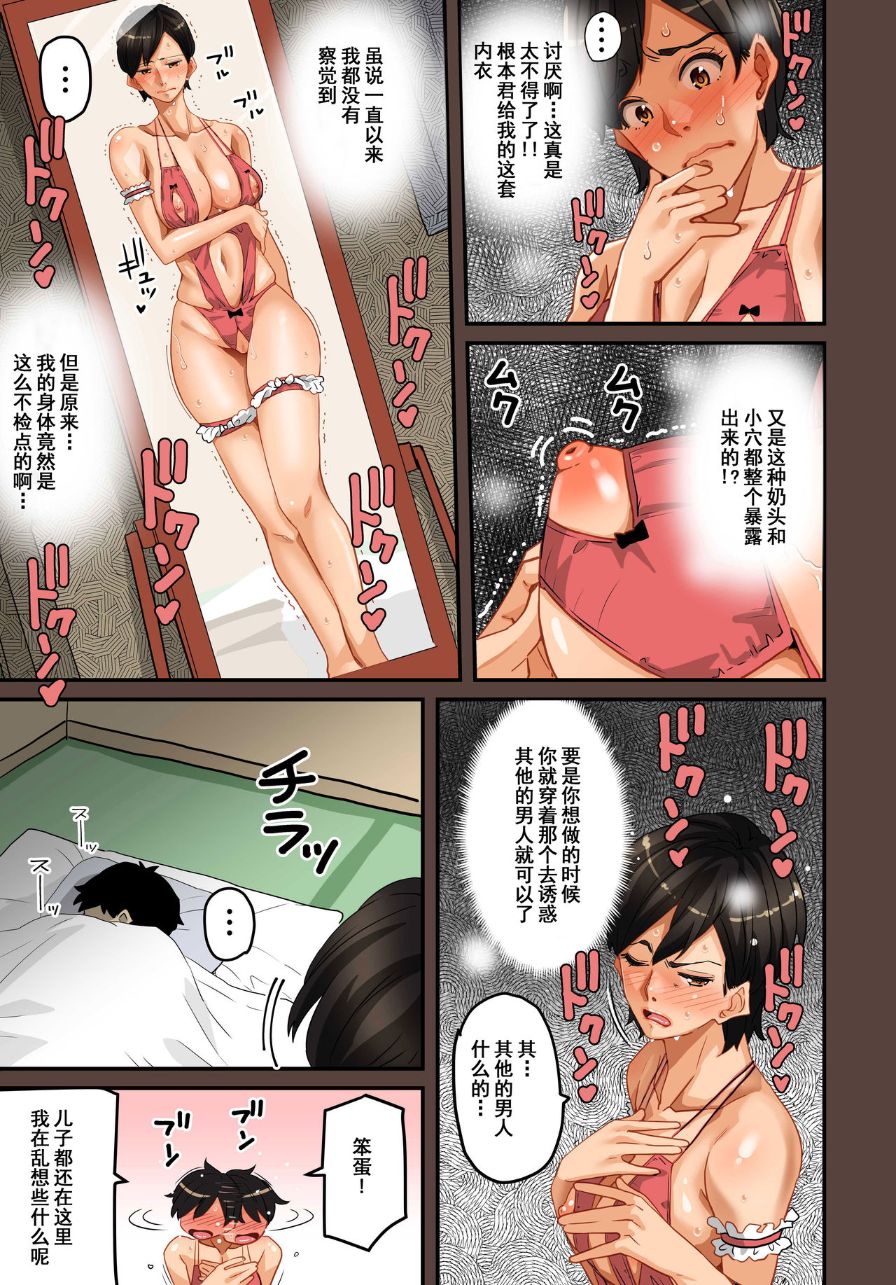 …
讨厌啊…这真是
太不得了了!!
根本君给我的这套
内衣
ドクン
ドクン
又是这种奶头和
小穴都整个暴露
出来的!?
ムク
ムク
虽说一直以来
我都没有
察觉到
…
ブル
ブル
ドクン
ギュッ
ドクン
ドクン
ドクン
但是原来…
我的身体竟然是
这么不检点的啊…
要是你想做的时候
你就穿着那个去诱惑
其他的男人就可以了
ドクン
ドクン
ドクン
ドクン
其…
其他的男人
什么的…
チラッ
スーッ
スーッ
…
笨蛋!
ブン
ブン
儿子都还在这里
我在乱想些什么呢